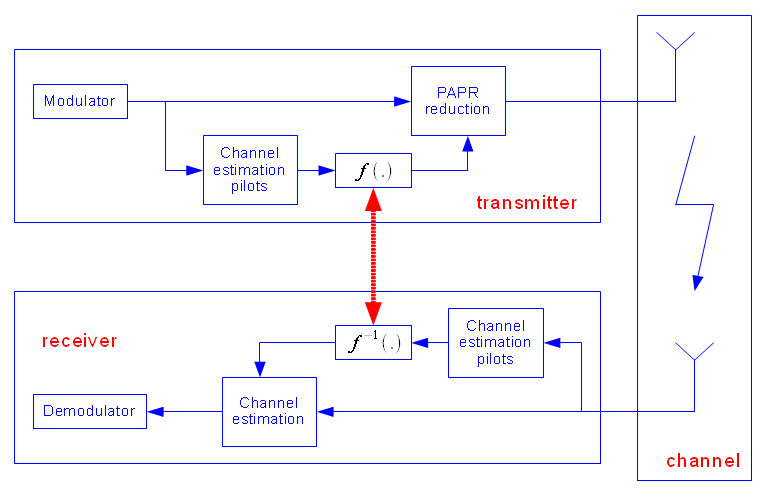 Modulator
PAPR
reduction
Channel
estimation
pilots
f(.)
transmitter
receiver
f⁻¹(.)
Channel
estimation
pilots
Demodulator
Channel
estimation
channel